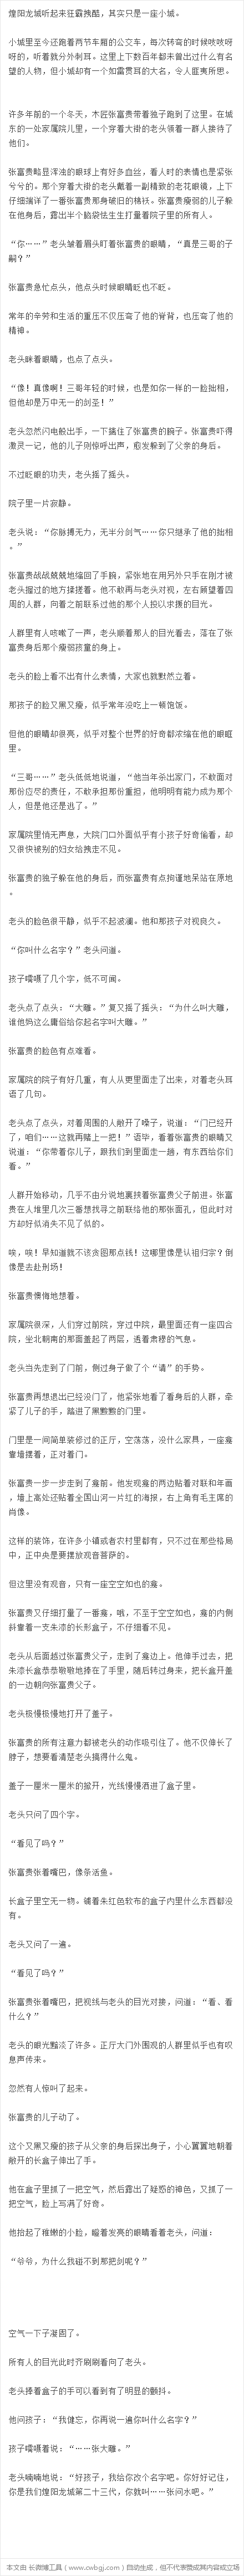 煌阳龙城听起来狂霸拽酷，其实只是一座小城。
小城里至今还跑着两节车厢的公交车，每次转弯的时候吱吱呀
呀的，听着就分外刺耳。这里上下数百年都未曾出过什么有名
望的人物，但小城却有一个如雷贯耳的大名，令人匪夷所思。
许多年前的一个冬天，木匠张富贵带着独子跑到了这里。在城
东的一处家属院儿里，一个穿着大褂的老头领着一群人接待了
他们。
张富贵略显浑浊的眼球上有好多血丝，看人时的表情也是紧张
兮兮的。那个穿着大褂的老头戴着一副精致的老花眼镜，上下
仔细端详了一番张富贵那身破旧的棉袄。张富贵瘦弱的儿子躲
在他身后，露出半个脑袋怯生生打量着院子里的所有人。
“你……”老头皱着眉头盯着张富贵的眼睛，“真是三哥的子
嗣？”
张富贵急忙点头，他点头时候眼睛眨也不眨。
常年的辛劳和生活的重压不仅压弯了他的脊背，也压弯了他的
精神。
老头眯着眼睛，也点了点头。
“像！真像啊！三哥年轻的时候，也是如你一样的一脸拙相，
但他却是万中无一的剑圣！”
老头忽然闪电般出手，一下擒住了张富贵的腕子。张富贵吓得
激灵一记，他的儿子则惊呼出声，愈发躲到了父亲的身后。
不过眨眼的功夫，老头摇了摇头。
院子里一片寂静。
老头说：“你脉搏无力，无半分剑气……你只继承了他的拙相
。”
张富贵战战兢兢地缩回了手腕，紧张地在用另外只手在刚才被
老头握过的地方揉搓着。他不敢再与老头对视，左右顾望着四
周的人群，向着之前联系过他的那个人投以求援的目光。
人群里有人咳嗽了一声，老头顺着那人的目光看去，落在了张
富贵身后那个瘦弱孩童的身上。
老头的脸上看不出有什么表情，大家也就默然立着。
那孩子的脸又黑又瘦，似乎常年没吃上一顿饱饭。
但他的眼睛却很亮，似乎对整个世界的好奇都浓缩在他的眼眶
里。
“三哥……”老头低低地说道，“他当年杀出家门，不敢面对
那份应尽的责任，不敢承担那份重担，他明明有能力成为那个
人，但是他还是逃了。”
家属院里悄无声息，大院门口外面似乎有小孩子好奇偷看，却
又很快被别的妇女给拽走不见。
张富贵的独子躲在他的身后，而张富贵有点拘谨地呆站在原地
。
老头的脸色很平静，似乎不起波澜。他和那孩子对视良久。
“你叫什么名字？”老头问道。
孩子嚅嗫了几个字，低不可闻。
老头点了点头：“大雕。”复又摇了摇头：“为什么叫大雕，
谁他妈这么庸俗给你起名字叫大雕。”
张富贵的脸色有点难看。
家属院的院子有好几重，有人从更里面走了出来，对着老头耳
语了几句。
老头点了点头，对着周围的人敞开了嗓子，说道：“门已经开
了，咱们……这就再赌上一把！”语毕，看着张富贵的眼睛又
说道：“你带着你儿子，跟我们到里面走一趟，有东西给你们
看。”
人群开始移动，几乎不由分说地裹挟着张富贵父子前进。张富
贵在人堆里几次三番想找寻之前联络他的那张面孔，但此时对
方却好似消失不见了似的。
唉，唉！早知道就不该贪图那点钱！这哪里像是认祖归宗？倒
像是去赴刑场！
张富贵懊悔地想着。
家属院很深，人们穿过前院，穿过中院，最里面还有一座四合
院，坐北朝南的那面盖起了两层，透着肃穆的气息。
老头当先走到了门前，侧过身子做了个“请”的手势。
张富贵再想退出已经没门了，他紧张地看了看身后的人群，牵
紧了儿子的手，踏进了黑黢黢的门里。
门里是一间简单装修过的正厅，空荡荡，没什么家具，一座龛
靠墙摆着，正对着门。
张富贵一步一步走到了龛前。他发现龛的两边贴着对联和年画
，墙上高处还贴着全国山河一片红的海报，右上角有毛主席的
肖像。
这样的装饰，在许多小镇或者农村里都有，只不过在那些格局
中，正中央是要摆放观音菩萨的。
但这里没有观音，只有一座空空如也的龛。
张富贵又仔细打量了一番龛，哦，不至于空空如也，龛的内侧
斜靠着一支朱漆的长形盒子，不仔细看不见。
老头从后面越过张富贵父子，走到了龛边上。他伸手过去，把
朱漆长盒恭恭敬敬地捧在了手里，随后转过身来，把长盒开盖
的一边朝向张富贵父子。
老头极慢极慢地打开了盖子。
张富贵的所有注意力都被老头的动作吸引住了。他不仅伸长了
脖子，想要看清楚老头搞得什么鬼。
盖子一厘米一厘米的掀开，光线慢慢洒进了盒子里。
老头只问了四个字。
“看见了吗？”
张富贵张着嘴巴，像条活鱼。
长盒子里空无一物。铺着朱红色软布的盒子内里什么东西都没
有。
老头又问了一遍。
“看见了吗？”
张富贵张着嘴巴，把视线与老头的目光对接，问道：“看、看
什么？”
老头的眼光黯淡了许多。正厅大门外围观的人群里似乎也有叹
息声传来。
忽然有人惊叫了起来。
张富贵的儿子动了。
这个又黑又瘦的孩子从父亲的身后探出身子，小心翼翼地朝着
敞开的长盒子伸出了手。
他在盒子里抓了一把空气，然后露出了疑惑的神色，又抓了一
把空气，脸上写满了好奇。
他抬起了稚嫩的小脸，瞪着发亮的眼睛看着老头，问道：
“爷爷，为什么我碰不到那把剑呢？”
空气一下子凝固了。
所有人的目光此时齐刷刷看向了老头。
老头捧着盒子的手可以看到有了明显的颤抖。
他问孩子：“我健忘，你再说一遍你叫什么名字？”
孩子嚅嗫着说：“……张大雕。”
老头喃喃地说：“好孩子，我给你改个名字吧。你好好记住，
你是我们煌阳龙城第二十三代，你就叫……张问水吧。”
本文由 长微博工具（www.cwbgj.com）自动生成，但不代表赞成其内容或立场